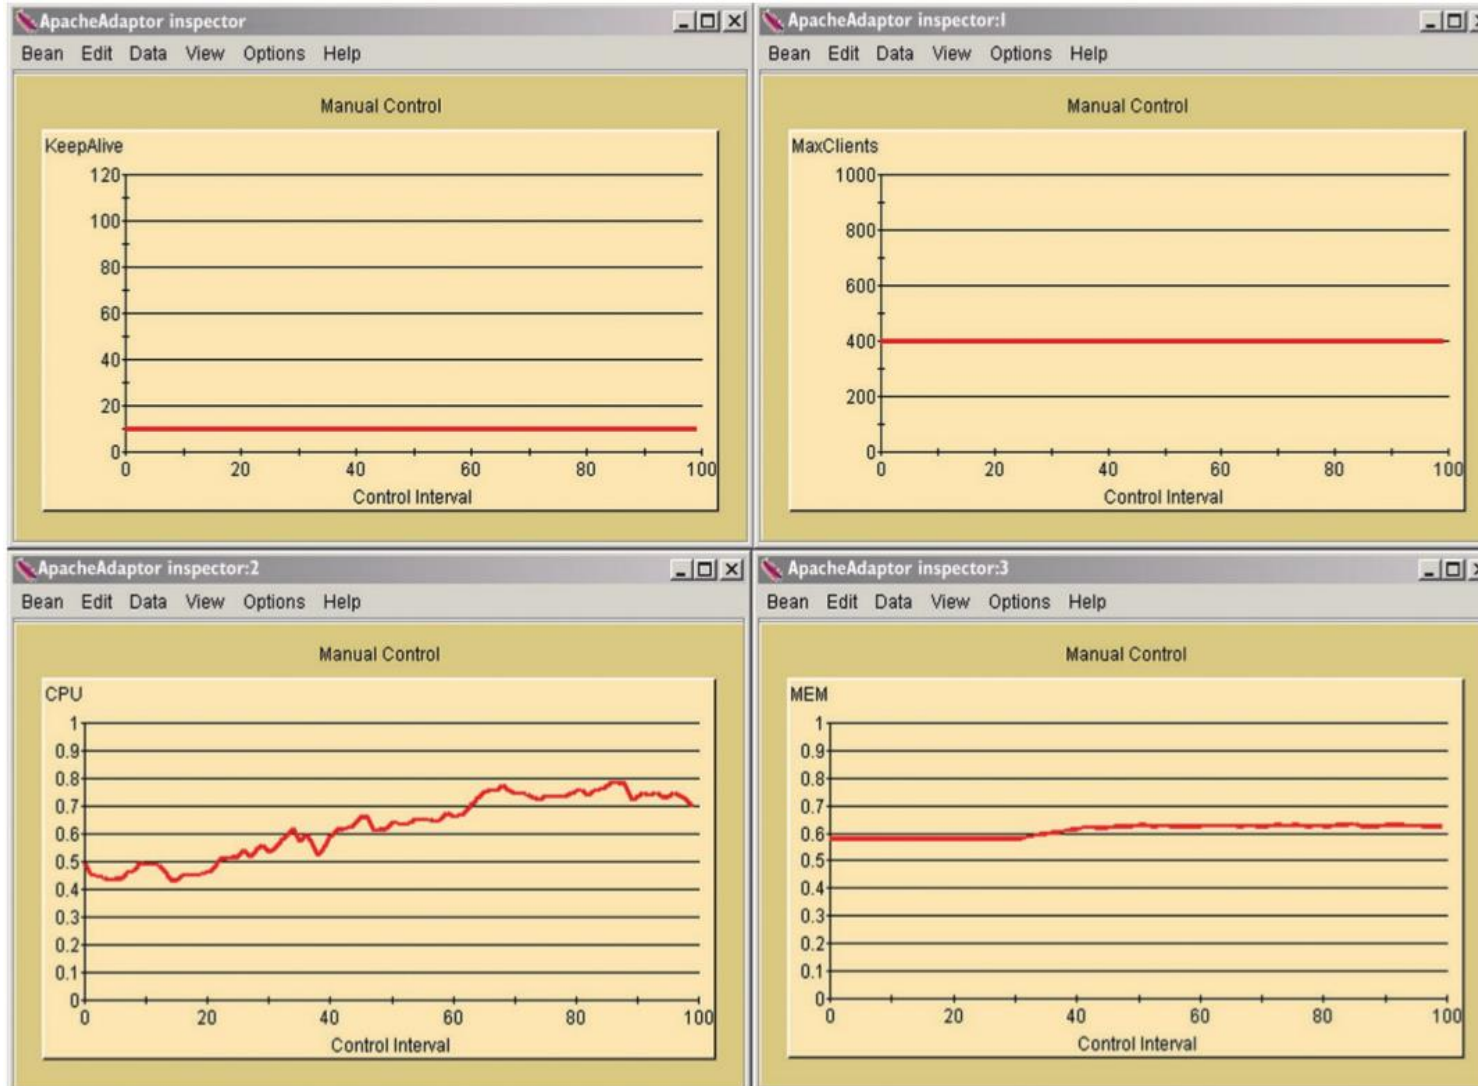 ApacheAdaptor inspector
Bean Edit Data View Options Help
Manual Control
KeepAlive
120
100
80
60
40
20
0
0 20 40 60 80 100
Control Interval
ApacheAdaptor inspector:1
Bean Edit Data View Options Help
Manual Control
MaxClients
1000
800
600
400
200
0
0 20 40 60 80 100
Control Interval
ApacheAdaptor inspector:2
Bean Edit Data View Options Help
Manual Control
CPU
1
0.9
0.8
0.7
0.6
0.5
0.4
0.3
0.2
0.1
0
0 20 40 60 80 100
Control Interval
ApacheAdaptor inspector:3
Bean Edit Data View Options Help
Manual Control
MEM
1
0.9
0.8
0.7
0.6
0.5
0.4
0.3
0.2
0.1
0
0 20 40 60 80 100
Control Interval